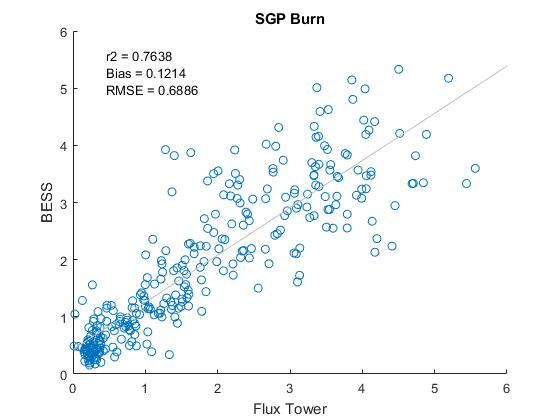 SGP Burn
r2 = 0.7638
Bias = 0.1214
RMSE = 0.6886
BESS
6
5
4
3
2
1
0
0 1 2 3 4 5 6
Flux Tower